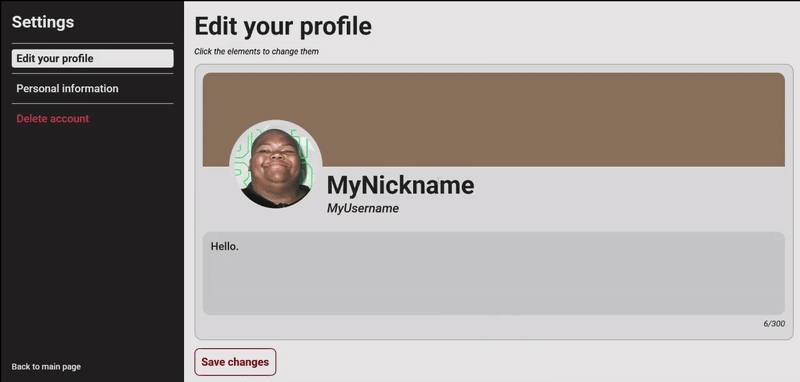 Settings
Edit your profile
Personal information
Delete account
Back to main page
Edit your profile
Click the elements to change them
MyNickname
MyUsername
Hello.
6/300
Save changes